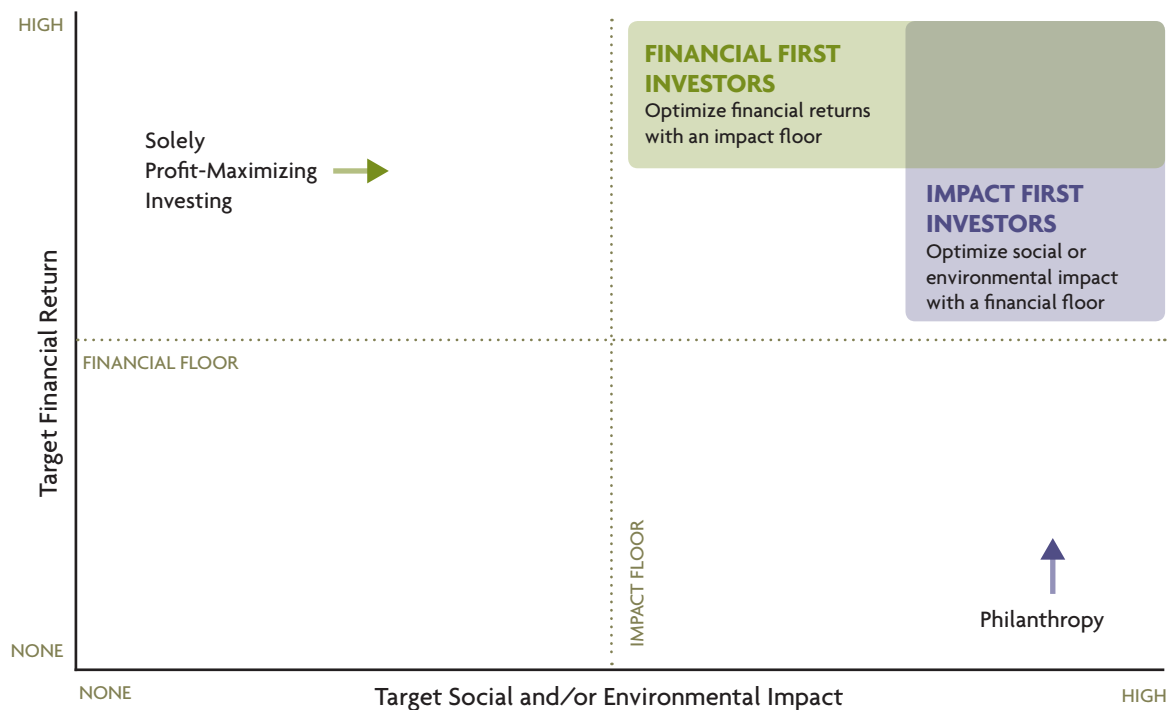 HIGH
FINANCIAL FIRST
INVESTORS
Optimize financial returns
with an impact floor
Solely
Profit-Maximizing
Investing
IMPACT FIRST
INVESTORS
Optimize social or
environmental impact
with a financial floor
Target Financial Return
FINANCIAL FLOOR
IMPACT FLOOR
Philanthropy
NONE
NONE
Target Social and/or Environmental Impact
HIGH